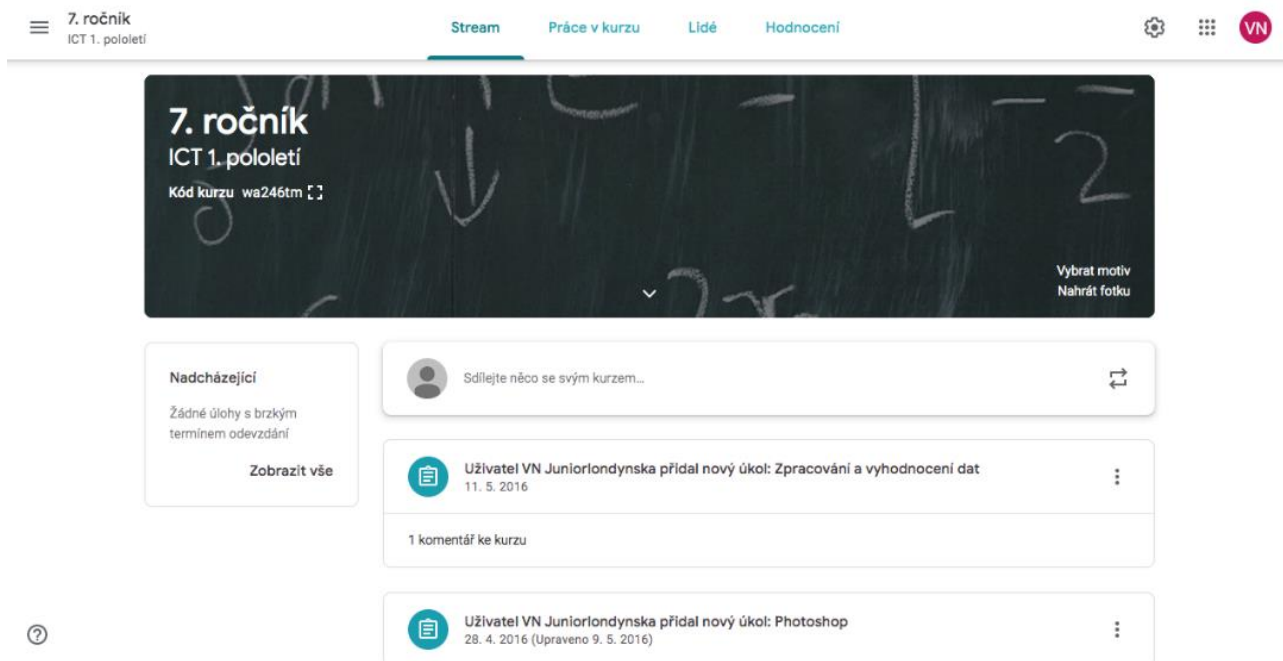 7. ročník
ICT 1. pololetí
Stream
Práce v kurzu
Lidé
Hodnocení
VN
7. ročník
ICT 1. pololetí
Kód kurzu wa246tm
Vybrat motiv
Nahrát fotku
Nadcházející
Žádné úlohy s brzkým
termínem odevzdání
Zobrazit vše
Sdílejte něco se svým kurzem...
Uživatel VN Juniorlondynska přidal nový úkol: Zpracování a vyhodnocení dat
11. 5. 2016
1 komentář ke kurzu
Uživatel VN Juniorlondynska přidal nový úkol: Photoshop
28. 4. 2016 (Upraveno 9. 5. 2016)